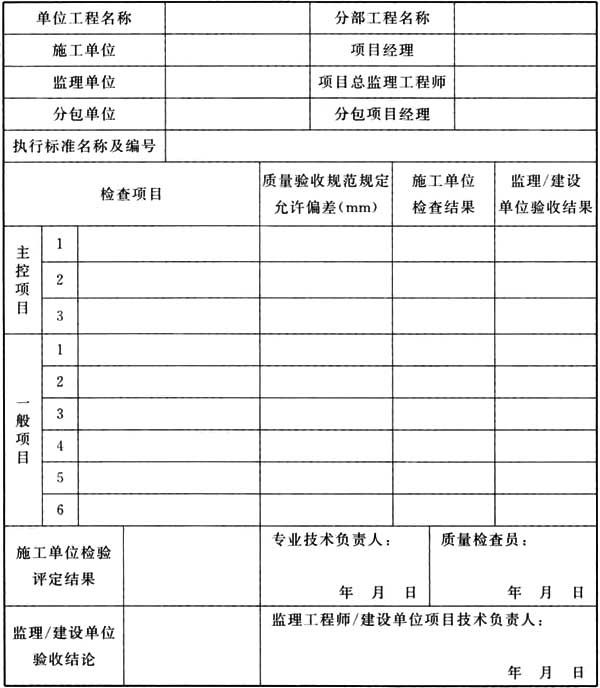 单位工程名称 分部工程名称
施工单位 项目经理
监理单位 项目总监理工程师
分包单位 分包项目经理
执行标准名称及编号
检查项目 质量验收规范规定 施工单位 监理/建设
允许偏差(mm) 检查结果 单位验收结果
主控项目
1
2
3
一般项目
1
2
3
4
5
6
施工单位检验
评定结果
专业技术负责人:
年 月 日
质量检查员:
年 月 日
监理/建设单位
验收结论
监理工程师/建设单位项目技术负责人:
年 月 日